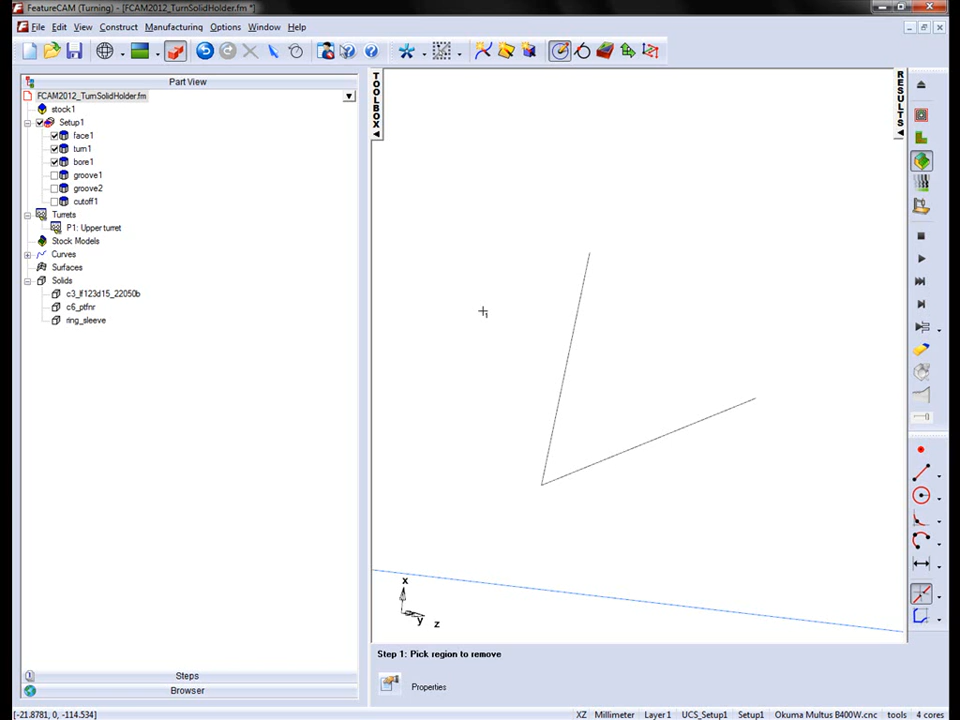 FeatureCAM (Turning) - [FCAM2012_TurnSolidHolder.fm *]
File Edit View Construct Manufacturing Options Window Help
Part View
FCAM2012_TurnSolidHolder.fm
stock1
Setup1
face1
turn1
bore1
groove1
groove2
cutoff1
Turrets
P1: Upper turret
Stock Models
Curves
Surfaces
Solids
c3_lf123d15_22050b
c6_ptfnr
ring_sleeve
Steps
Browser
TOOLBOX
RESULTS
x
y
z
Step 1: Pick region to remove
Properties
[-21.8781, 0, -114.534]
XZ Millimeter Layer1 UCS_Setup1 Setup1 Okuma Multus B400W.cnc tools 4 cores